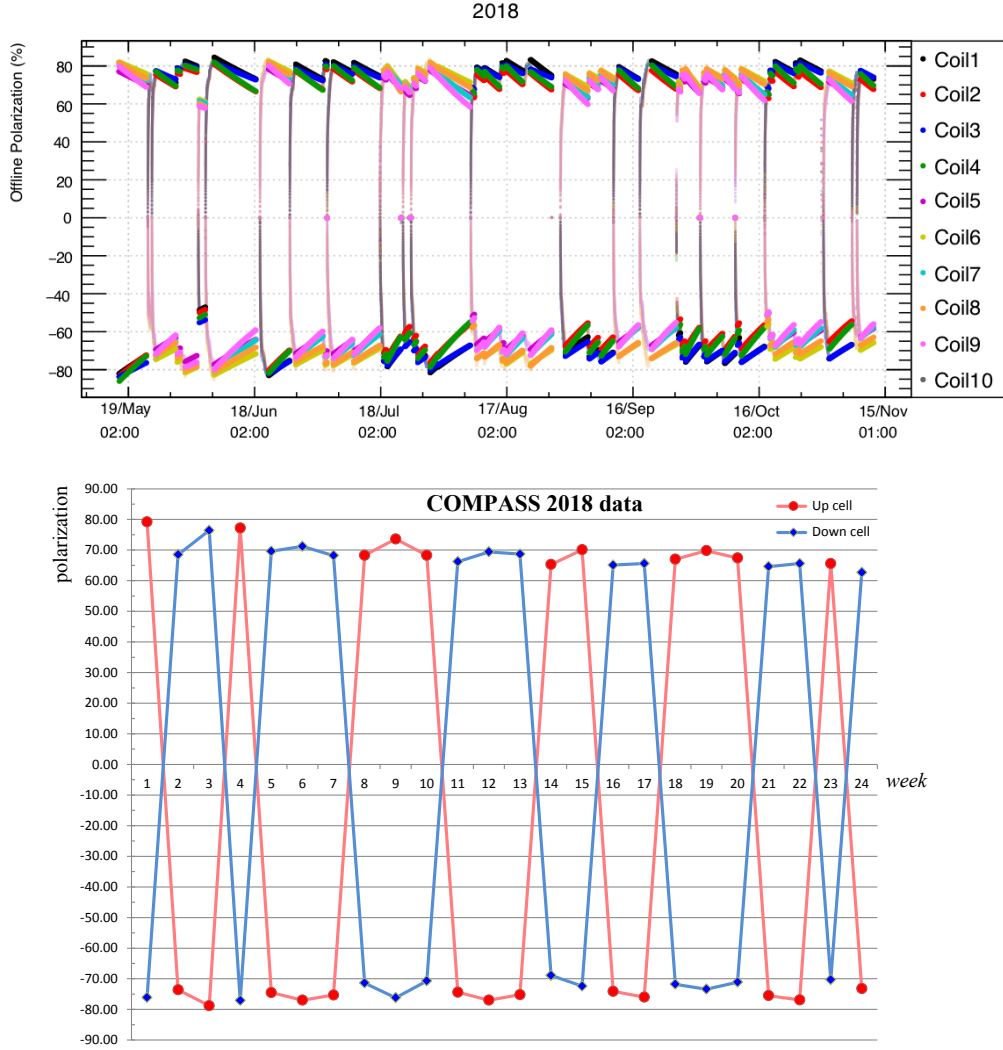 2018
Offline Polarization (%)
80
60
40
20
0
−20
−40
−60
−80
19/May 18/Jun 18/Jul 17/Aug 16/Sep 16/Oct 15/Nov
02:00 02:00 02:00 02:00 02:00 02:00 01:00
Coil1
Coil2
Coil3
Coil4
Coil5
Coil6
Coil7
Coil8
Coil9
Coil10
COMPASS 2018 data
Up cell
Down cell
polarization
90.00
80.00
70.00
60.00
50.00
40.00
30.00
20.00
10.00
0.00
-10.00
-20.00
-30.00
-40.00
-50.00
-60.00
-70.00
-80.00
-90.00
1 2 3 4 5 6 7 8 9 10 11 12 13 14 15 16 17 18 19 20 21 22 23 24
week